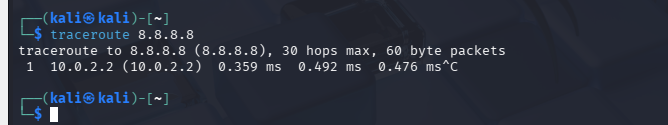 ┌──(kali㉿kali)-[~]
└─$ traceroute 8.8.8.8
traceroute to 8.8.8.8 (8.8.8.8), 30 hops max, 60 byte packets
 1  10.0.2.2 (10.0.2.2)  0.359 ms  0.492 ms  0.476 ms^C
┌──(kali㉿kali)-[~]
└─$